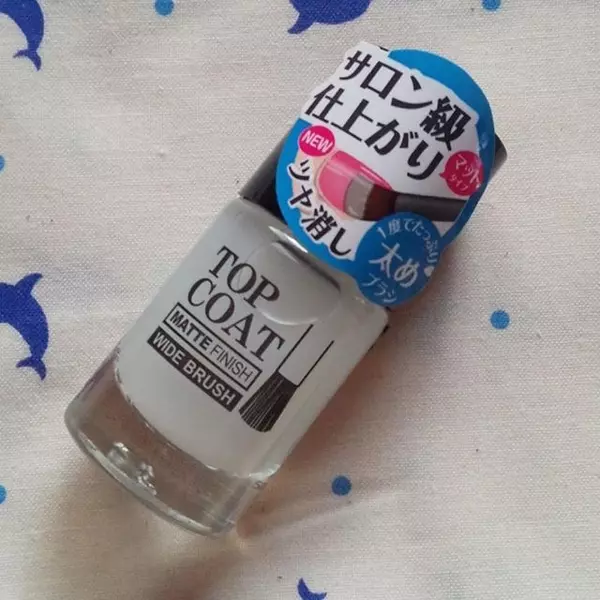 サロン級
仕上がり
NEW
ツヤ消し
マット
タイプ
1度でたっぷり
太め
ブラシ
TOP
COAT
MATTE FINISH
WIDE BRUSH